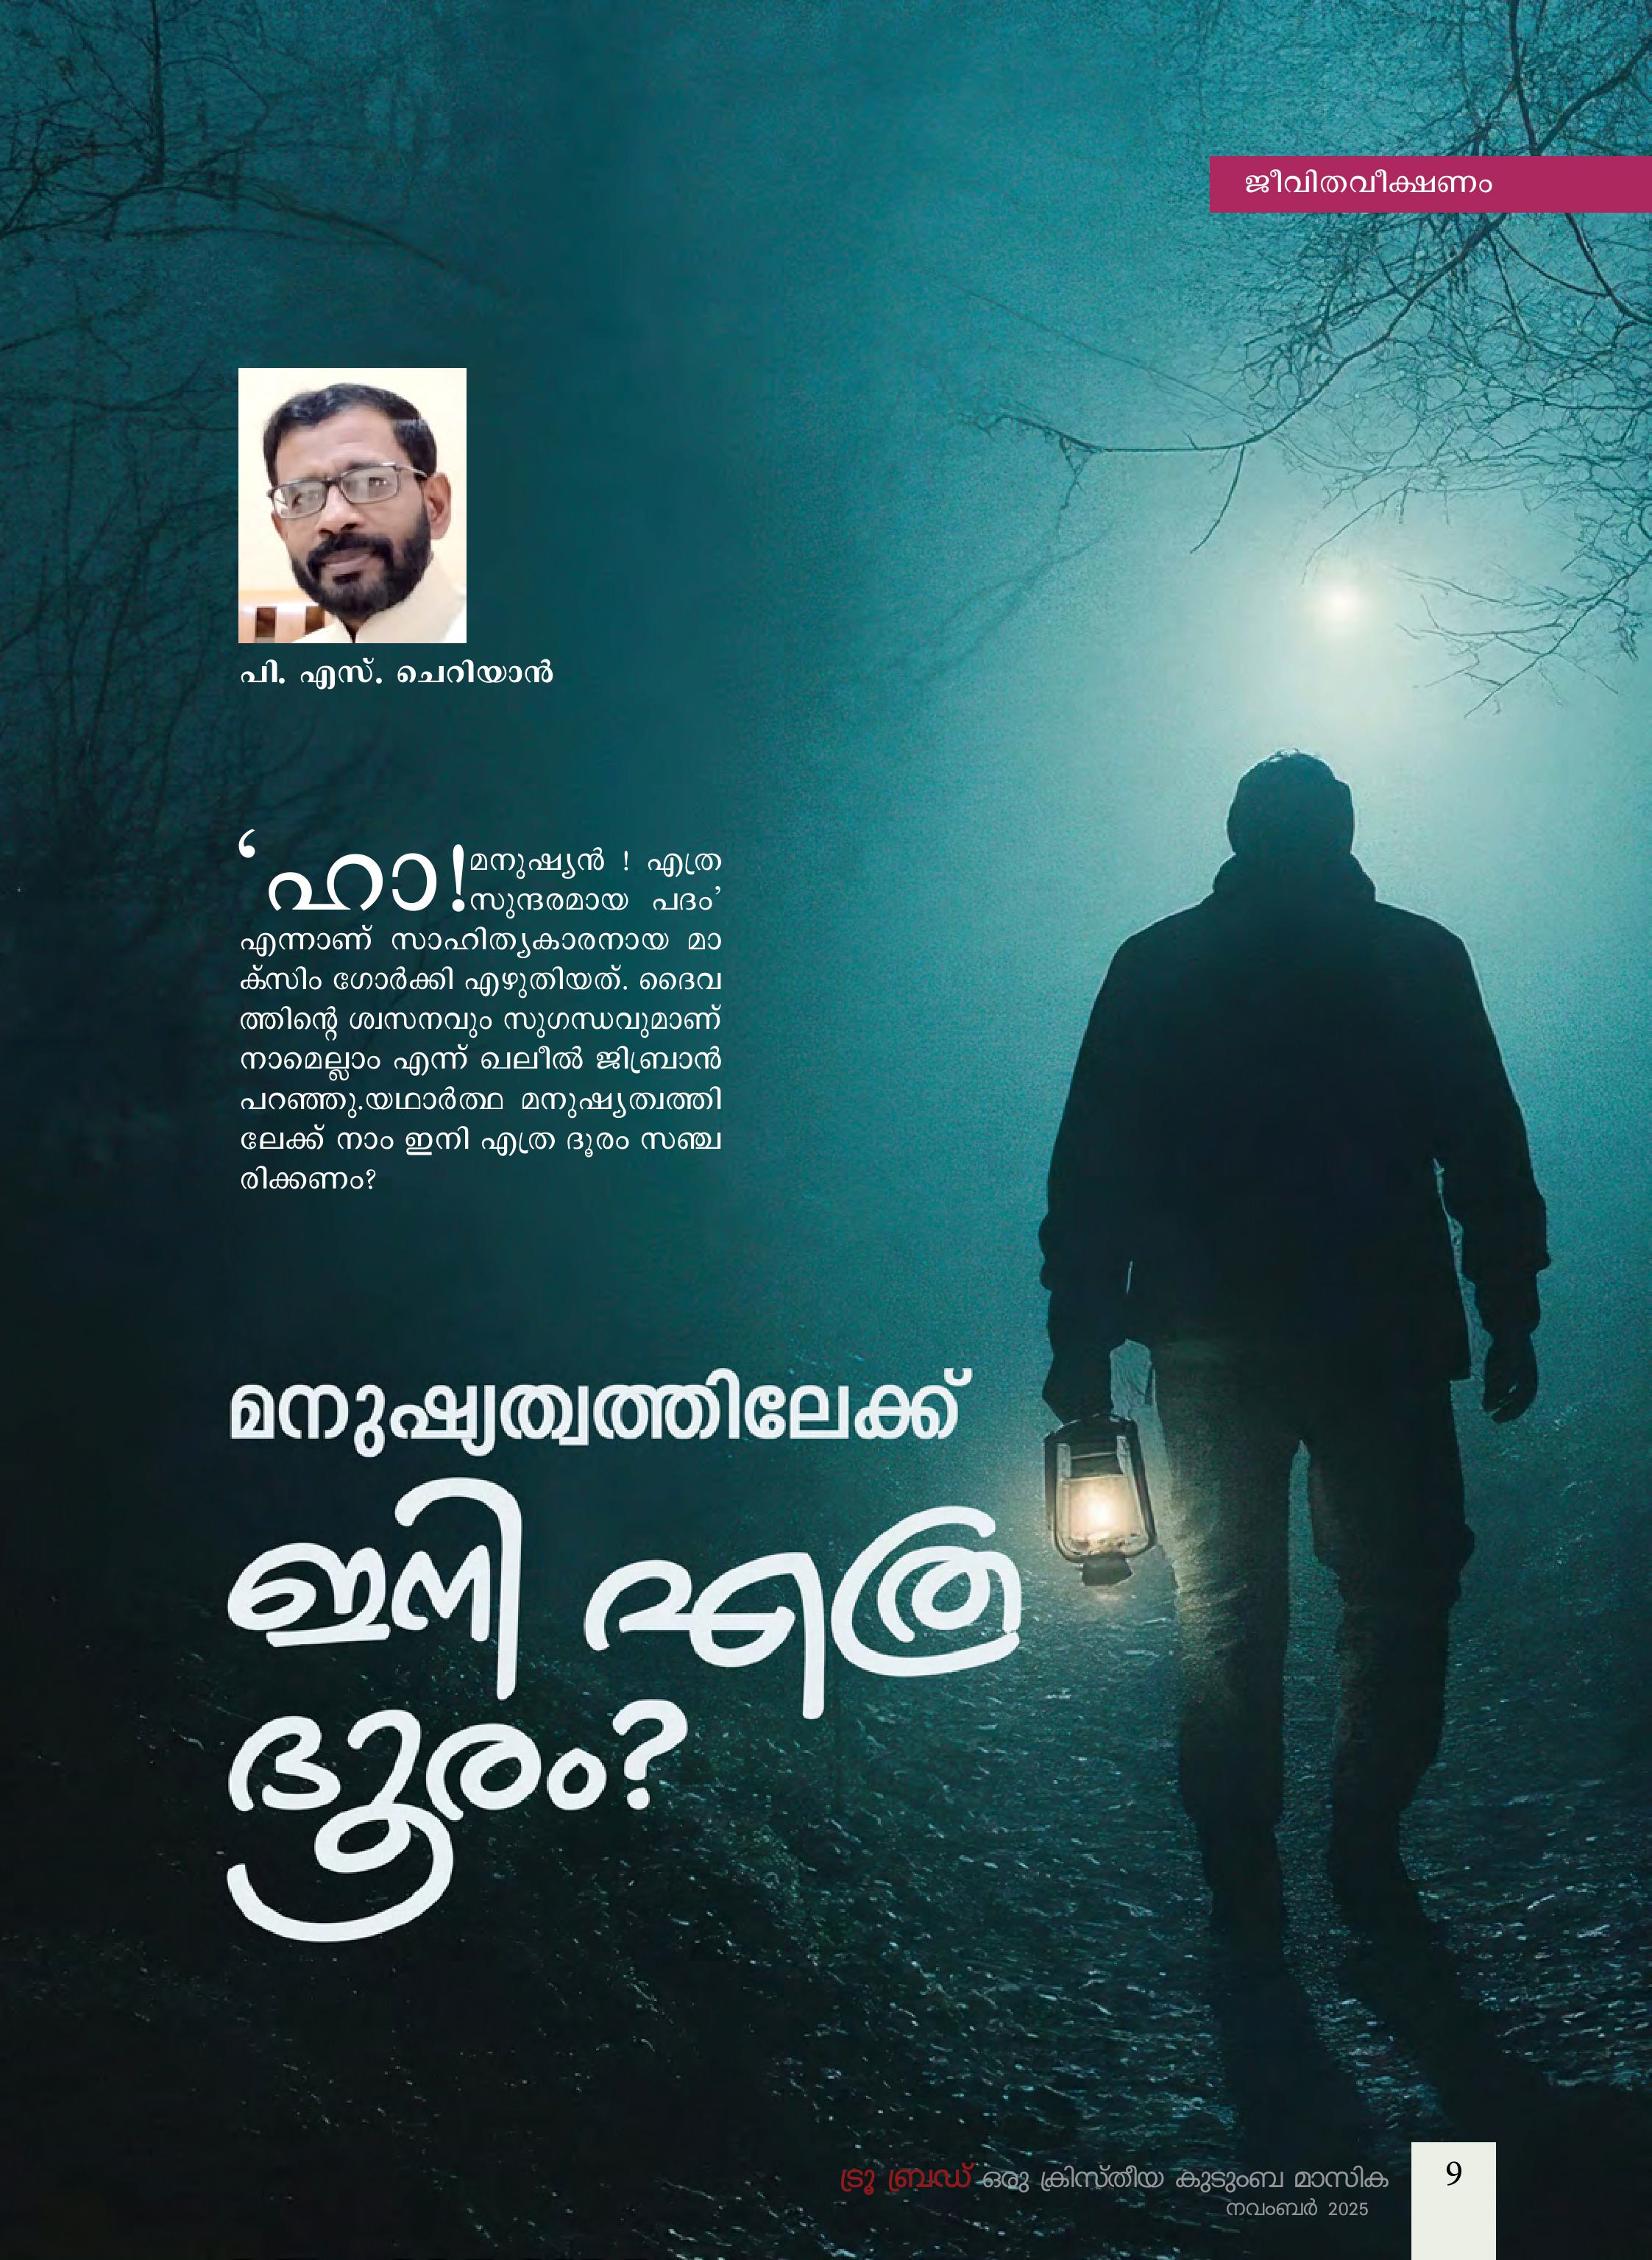 ജീവിതവീക്ഷണം
പി. എസ്. ചെറിയാൻ
‘ഹാ! മനുഷ്യൻ ! എത്ര
സുന്ദരമായ പദം’
എന്നാണ് സാഹിത്യകാരനായ മാ
ക്സിം ഗോർക്കി എഴുതിയത്. ദൈവ
ത്തിന്റെ ശ്വസനവും സുഗന്ധവുമാണ്
നാമെല്ലാം എന്ന് ഖലീൽ ജിബ്രാൻ
പറഞ്ഞു.യഥാർത്ഥ മനുഷ്യത്വത്തി
ലേക്ക് നാം ഇനി എത്ര ദൂരം സഞ്ച
രിക്കണം?
മനുഷ്യത്വത്തിലേക്ക്
ഇനി എത്ര
ദൂരം?
ട്രൂ ബ്രഡ് ഒരു ക്രിസ്തീയ കുടുംബ മാസിക
നവംബർ 2025
9